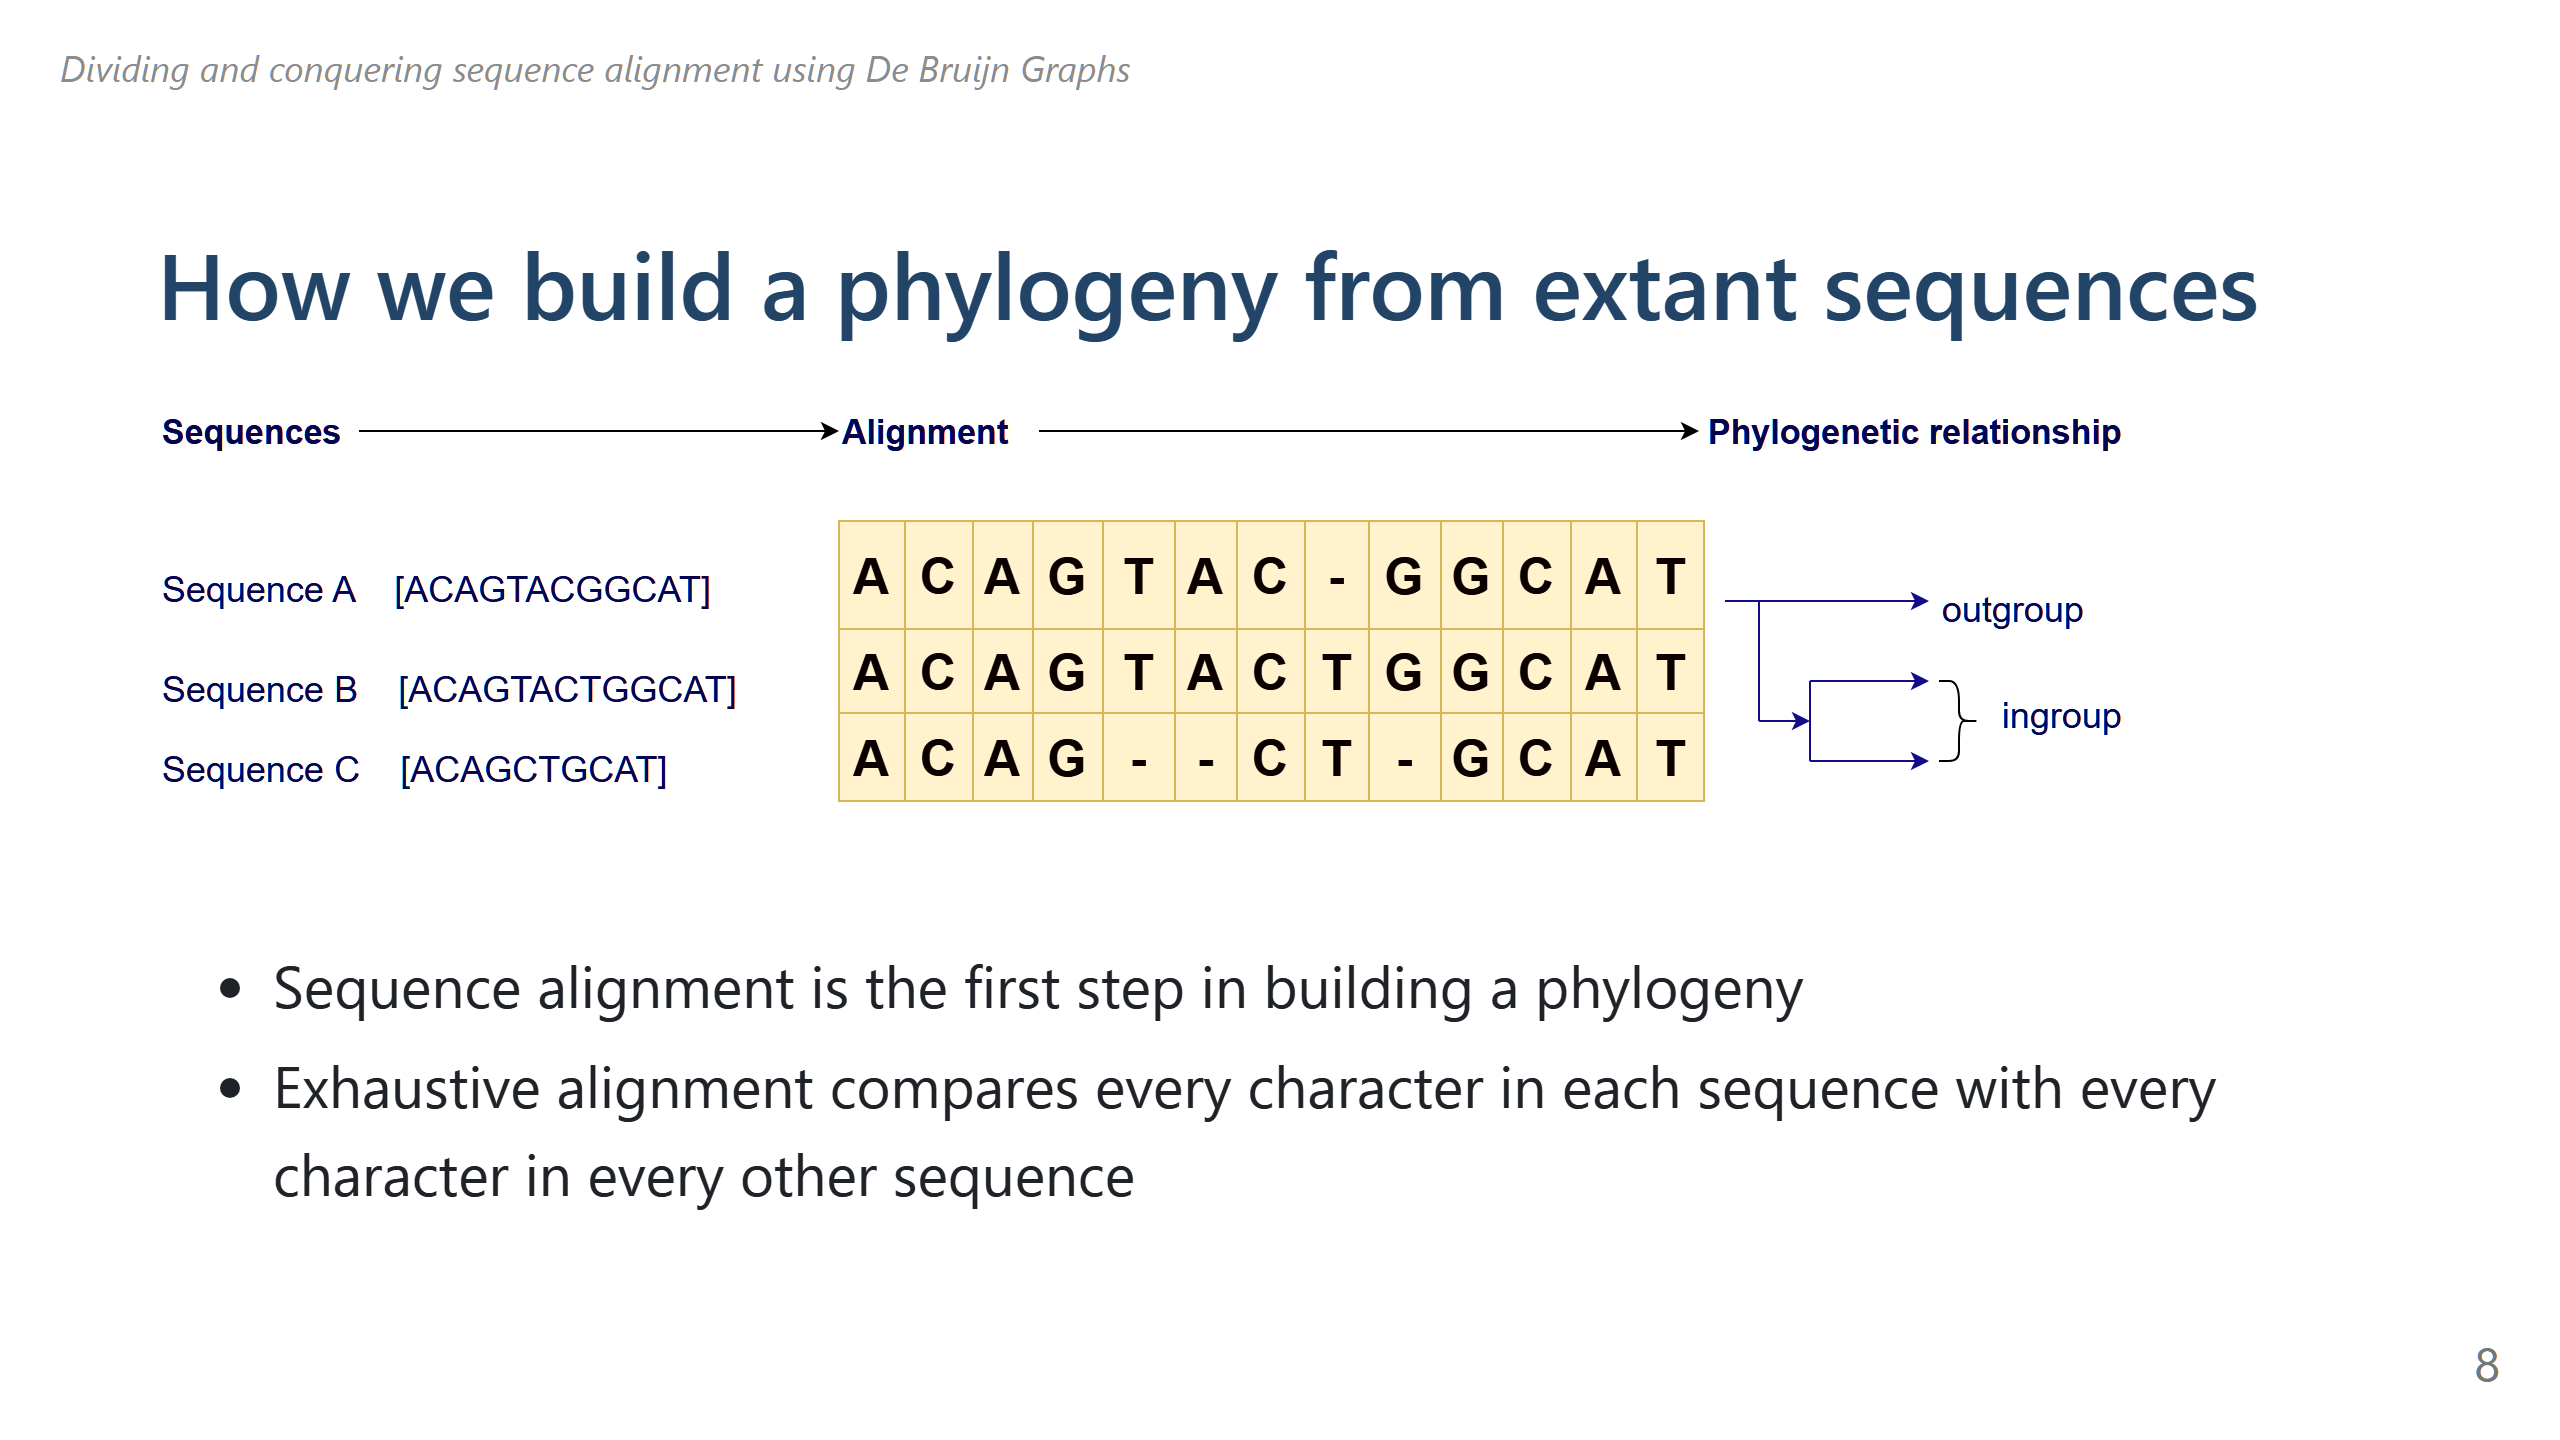 Dividing and conquering sequence alignment using De Bruijn Graphs
How we build a phylogeny from extant sequences
Sequences Alignment Phylogenetic relationship
Sequence A [ACAGTACGGCAT]
Sequence B [ACAGTACTGGCAT]
Sequence C [ACAGCTGCAT]
A C A G T A C - G G C A T
A C A G T A C T G G C A T
A C A G - - C T - G C A T
outgroup
ingroup
• Sequence alignment is the first step in building a phylogeny
• Exhaustive alignment compares every character in each sequence with every
character in every other sequence
8